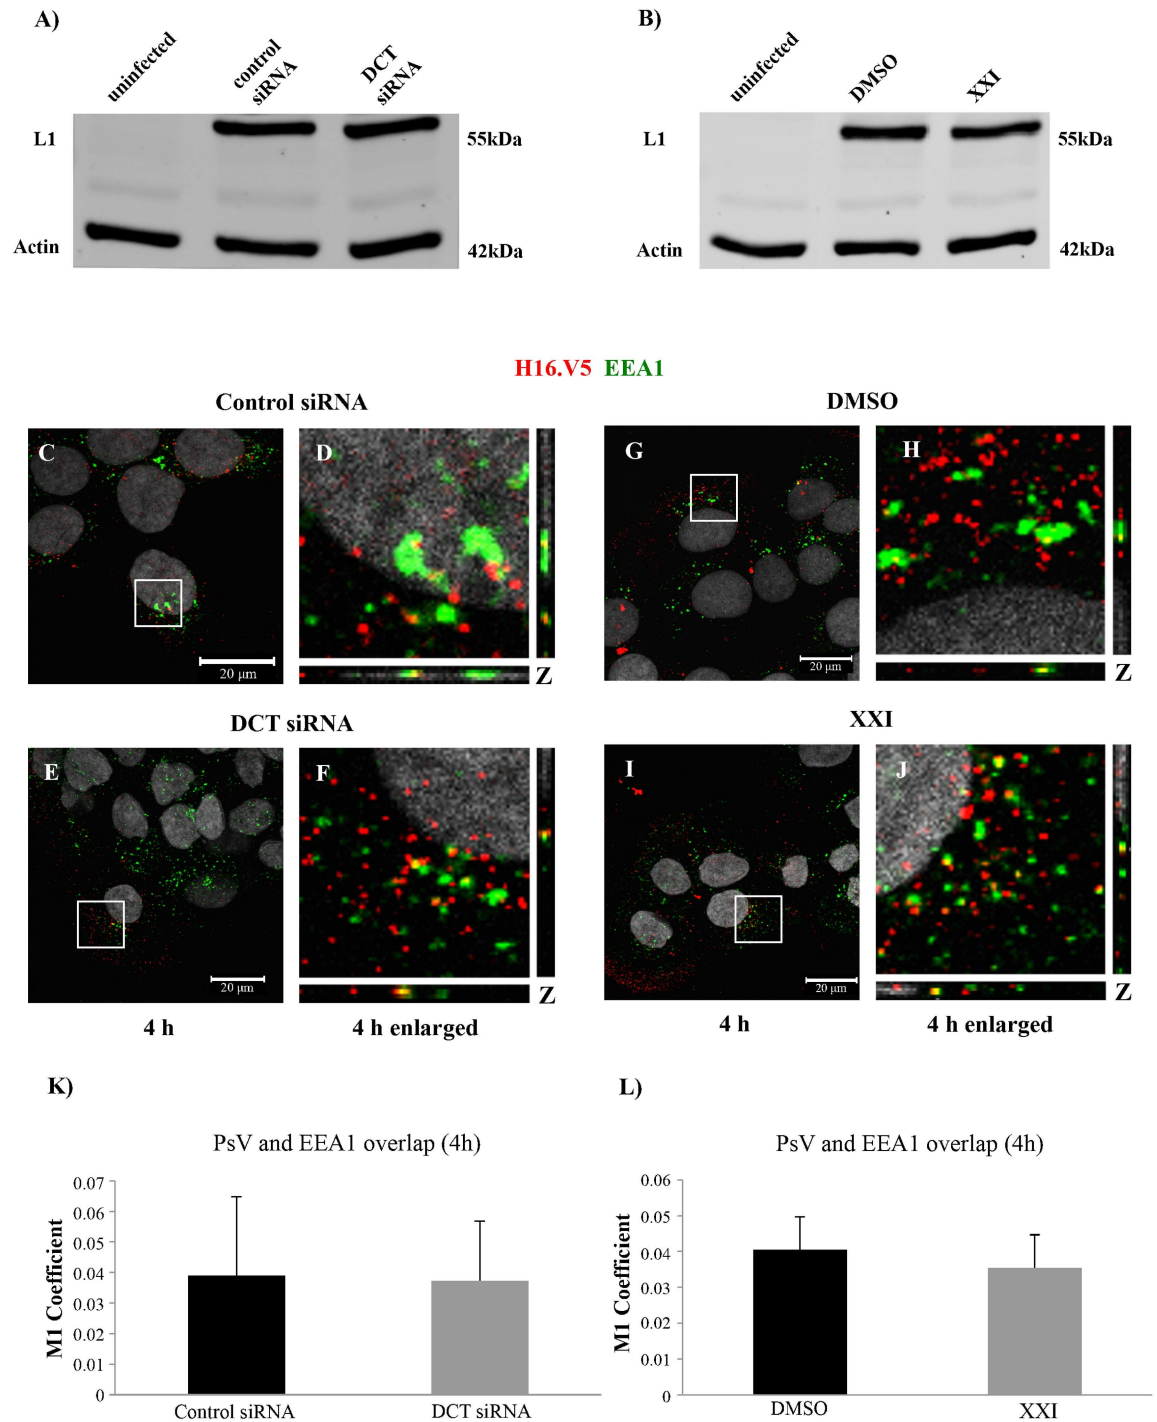 A)
uninfected
control siRNA
DCT siRNA
L1
55kDa
Actin
42kDa
B)
uninfected
DMSO
XXI
L1
55kDa
Actin
42kDa
H16.V5 EEA1
Control siRNA
C
20 µm
D
Z
DMSO
G
20 µm
H
Z
DCT siRNA
E
20 µm
F
Z
XXI
I
20 µm
J
Z
4 h
4 h enlarged
4 h
4 h enlarged
K)
PsV and EEA1 overlap (4h)
M1 Coefficient
0.07
0.06
0.05
0.04
0.03
0.02
0.01
0
Control siRNA
DCT siRNA
L)
PsV and EEA1 overlap (4h)
M1 Coefficient
0.06
0.05
0.04
0.03
0.02
0.01
0
DMSO
XXI